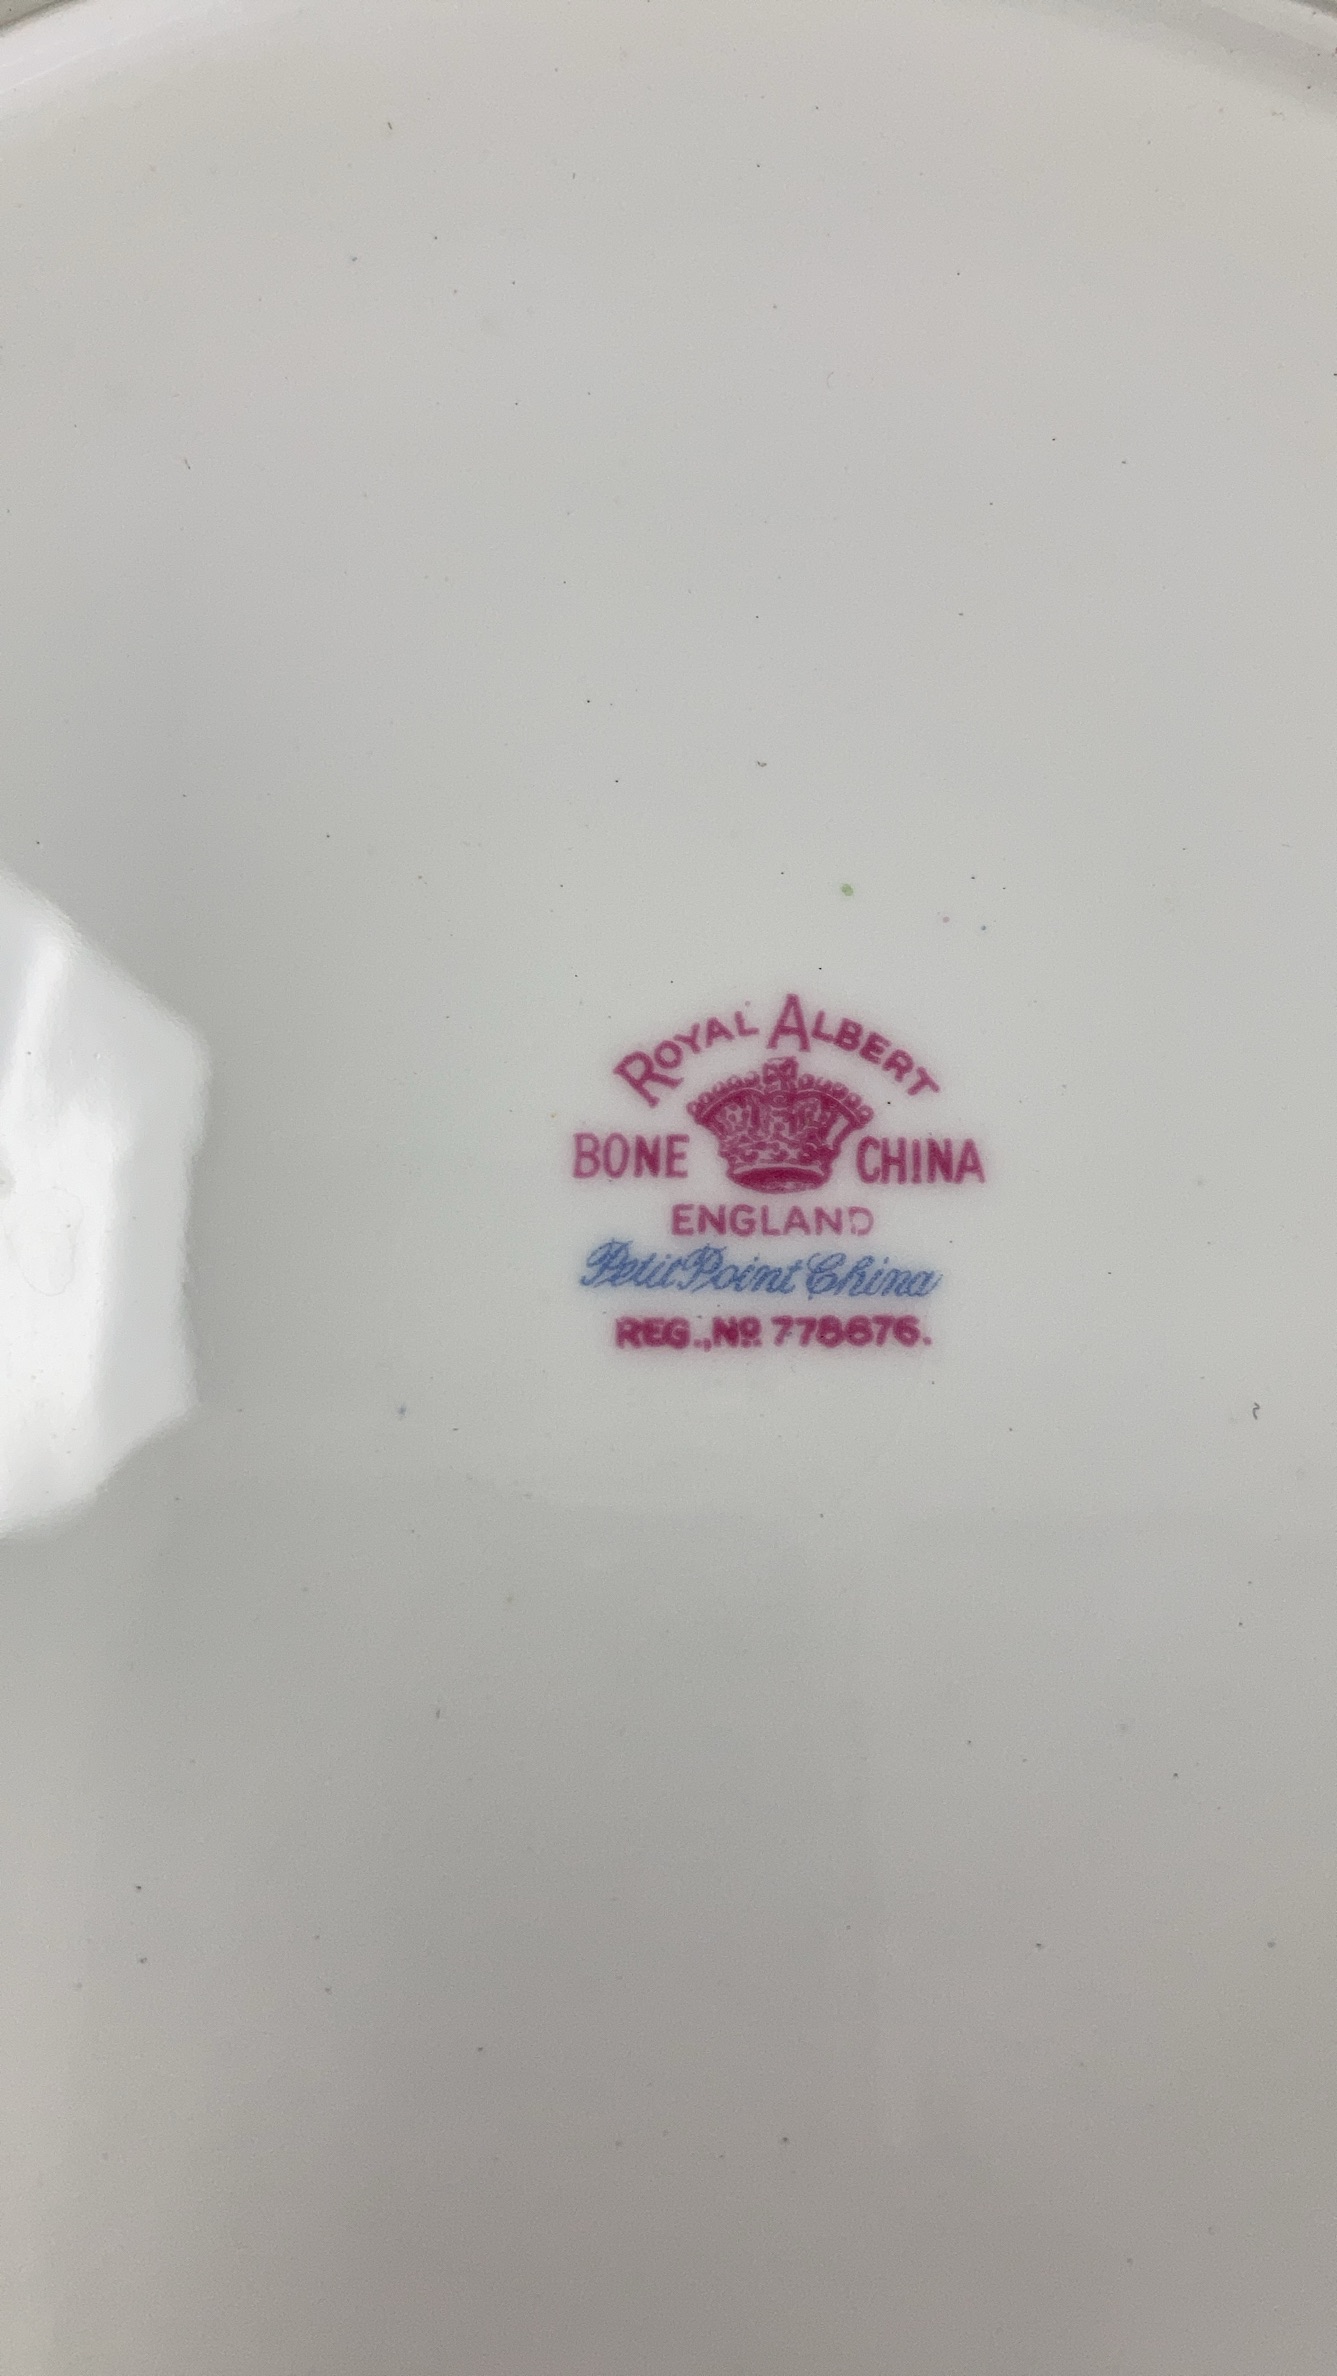 ROYAL ALBERT
BONE CHINA
ENGLAND
Petit Point China
REG.,No 778676.